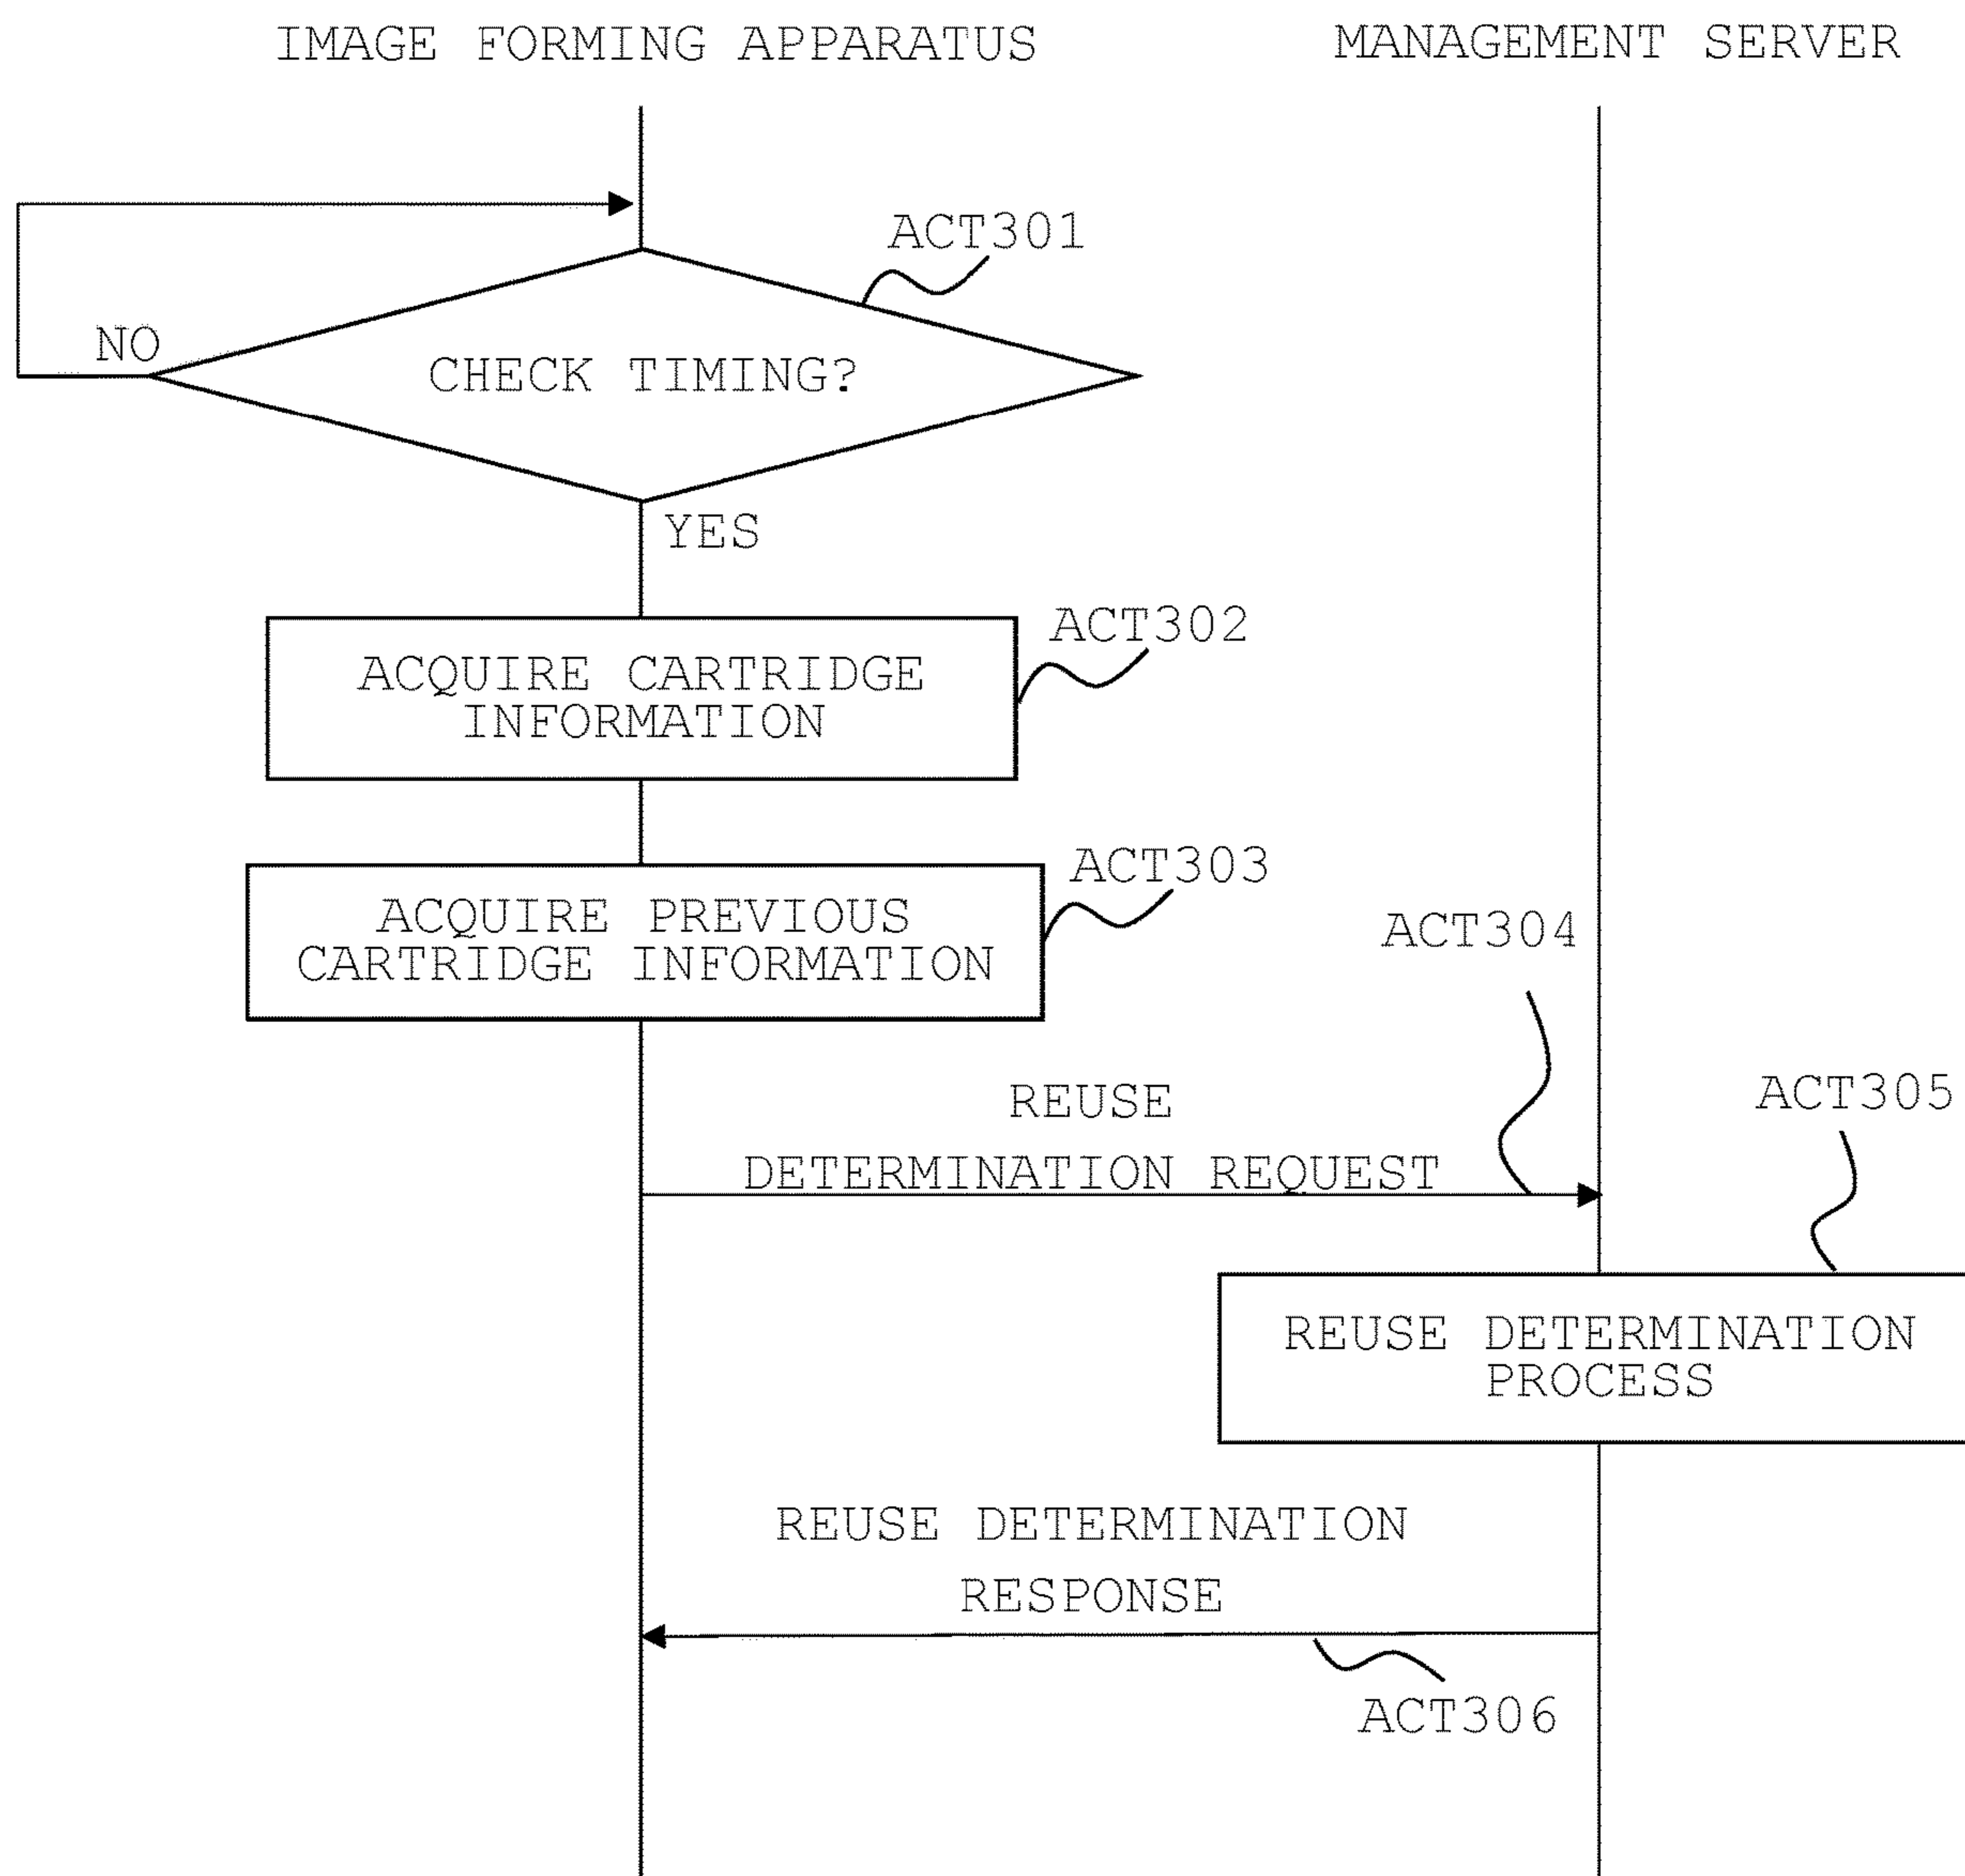 IMAGE FORMING APPARATUS
MANAGEMENT SERVER
ACT301
NO
CHECK TIMING?
YES
ACT302
ACQUIRE CARTRIDGE
INFORMATION
ACT303
ACQUIRE PREVIOUS
CARTRIDGE INFORMATION
ACT304
REUSE
DETERMINATION REQUEST
ACT305
REUSE DETERMINATION
PROCESS
REUSE DETERMINATION
RESPONSE
ACT306